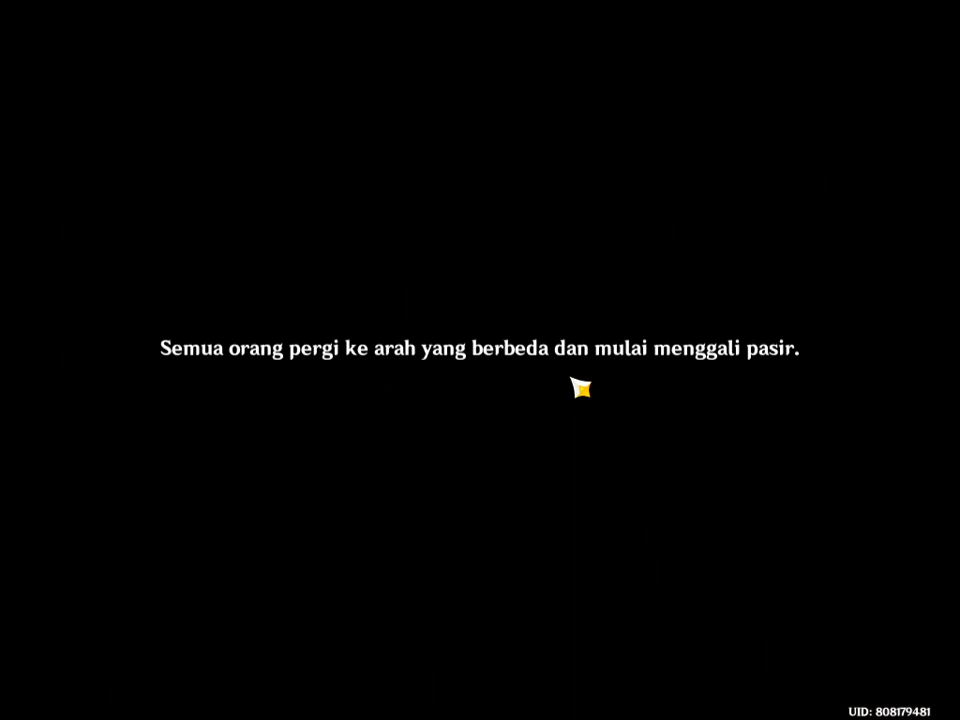 Semua orang pergi ke arah yang berbeda dan mulai menggali pasir.
UID: 808179481